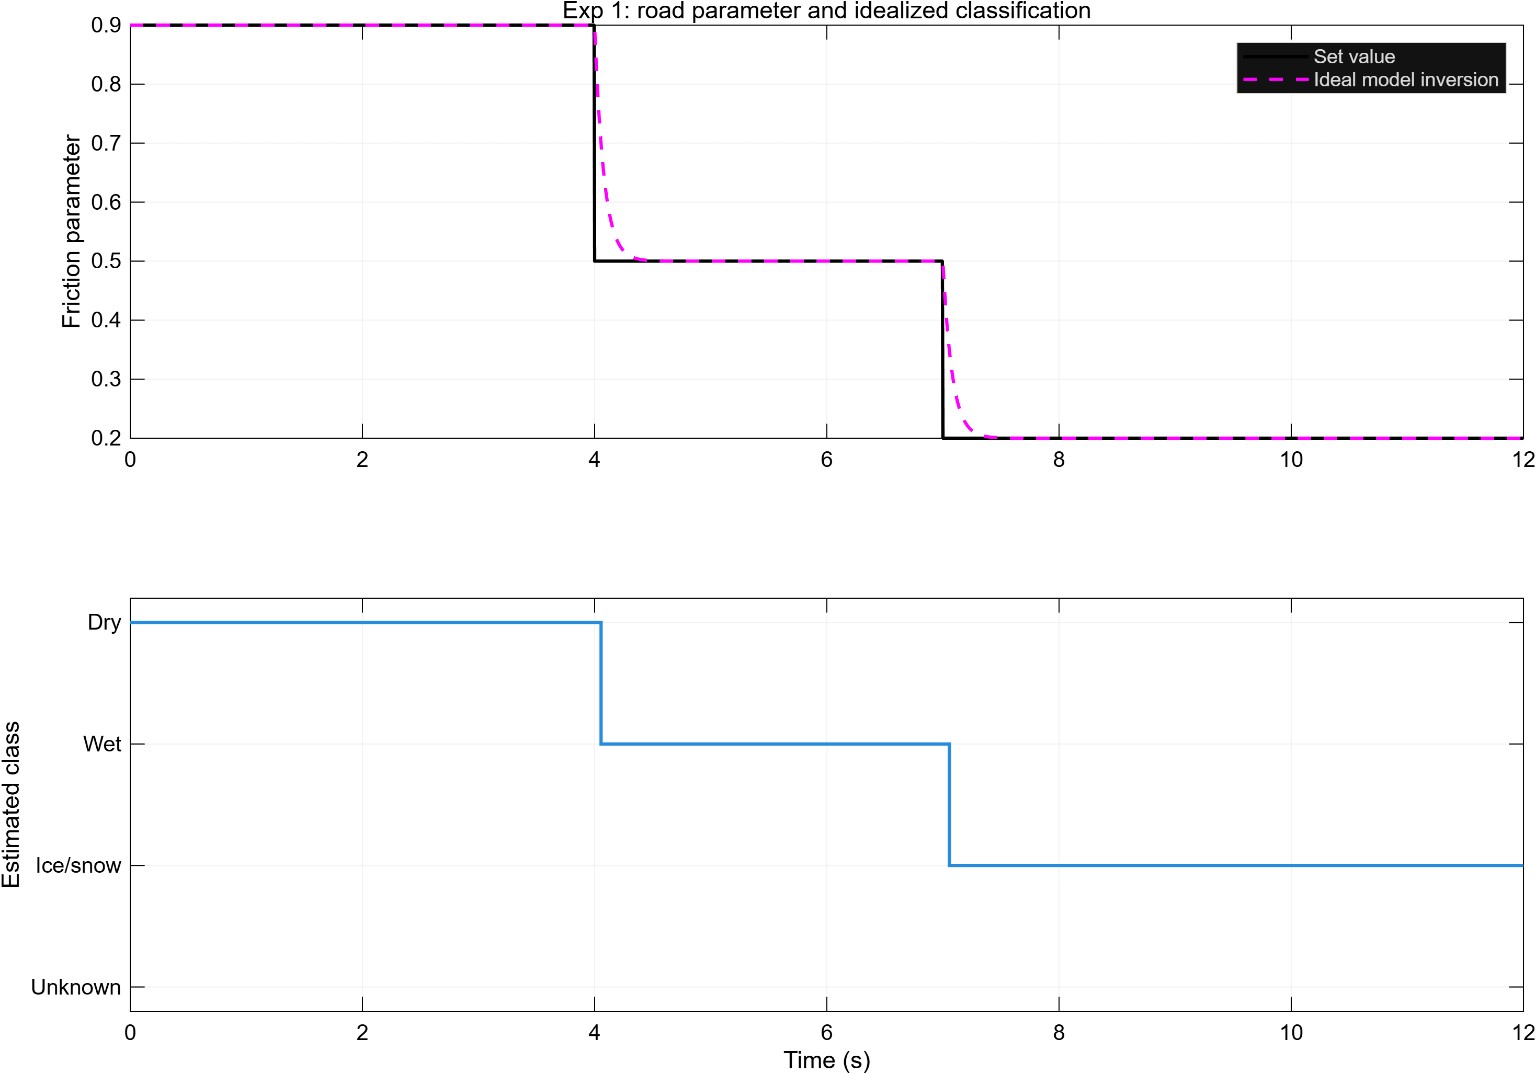 Exp 1: road parameter and idealized classification
Set value
Ideal model inversion
Friction parameter
0.9
0.8
0.7
0.6
0.5
0.4
0.3
0.2
0 2 4 6 8 10 12
Estimated class
Dry
Wet
Ice/snow
Unknown
0 2 4 6 8 10 12
Time (s)